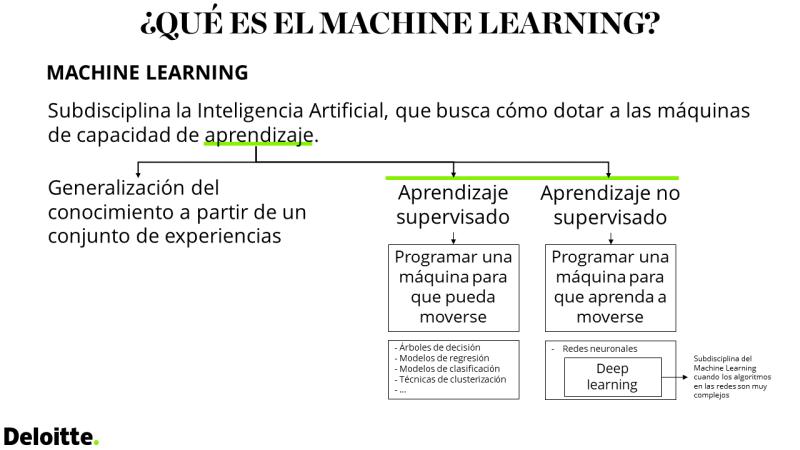 ¿QUÉ ES EL MACHINE LEARNING?
MACHINE LEARNING
Subdisciplina la Inteligencia Artificial, que busca cómo dotar a las máquinas
de capacidad de aprendizaje.
Generalización del
conocimiento a partir de un
conjunto de experiencias
Aprendizaje
supervisado
Programar una
máquina para
que pueda
moverse
- Árboles de decisión
- Modelos de regresión
- Modelos de clasificación
- Técnicas de clusterización
- ...
Aprendizaje no
supervisado
Programar una
máquina para
que aprenda a
moverse
- Redes neuronales
Deep
learning
Subdisciplina del
Machine Learning
cuando los algoritmos
en las redes son muy
complejos
Deloitte.